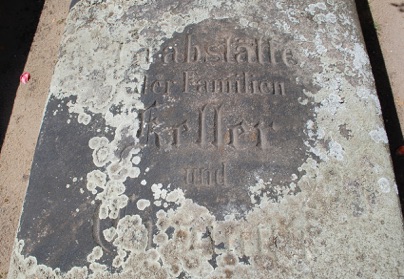 Grabstätte
der Familien
Keller
und